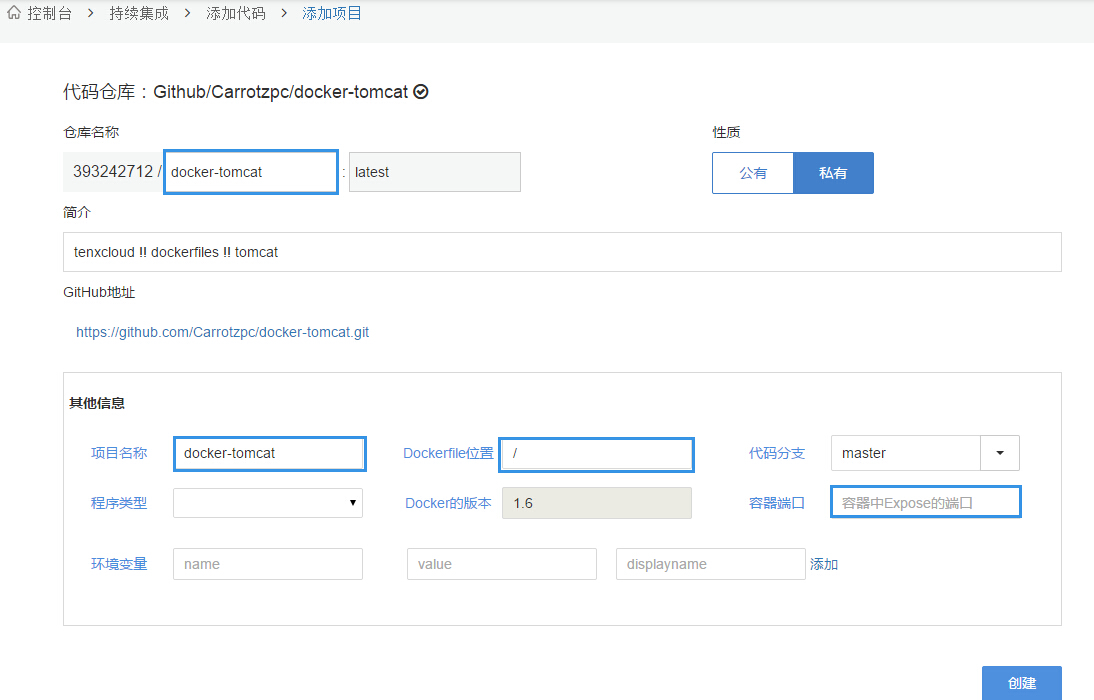 控制台 > 持续集成 > 添加代码 > 添加项目
代码仓库：Github/Carrotzpc/docker-tomcat
仓库名称 性质
393242712 / docker-tomcat : latest 公有 私有
简介
tenxcloud !! dockerfiles !! tomcat
GitHub地址
https://github.com/Carrotzpc/docker-tomcat.git
其他信息
项目名称 docker-tomcat Dockerfile位置 / 代码分支 master
程序类型 Docker的版本 1.6 容器端口 容器中Expose的端口
环境变量 name value displayname 添加
创建